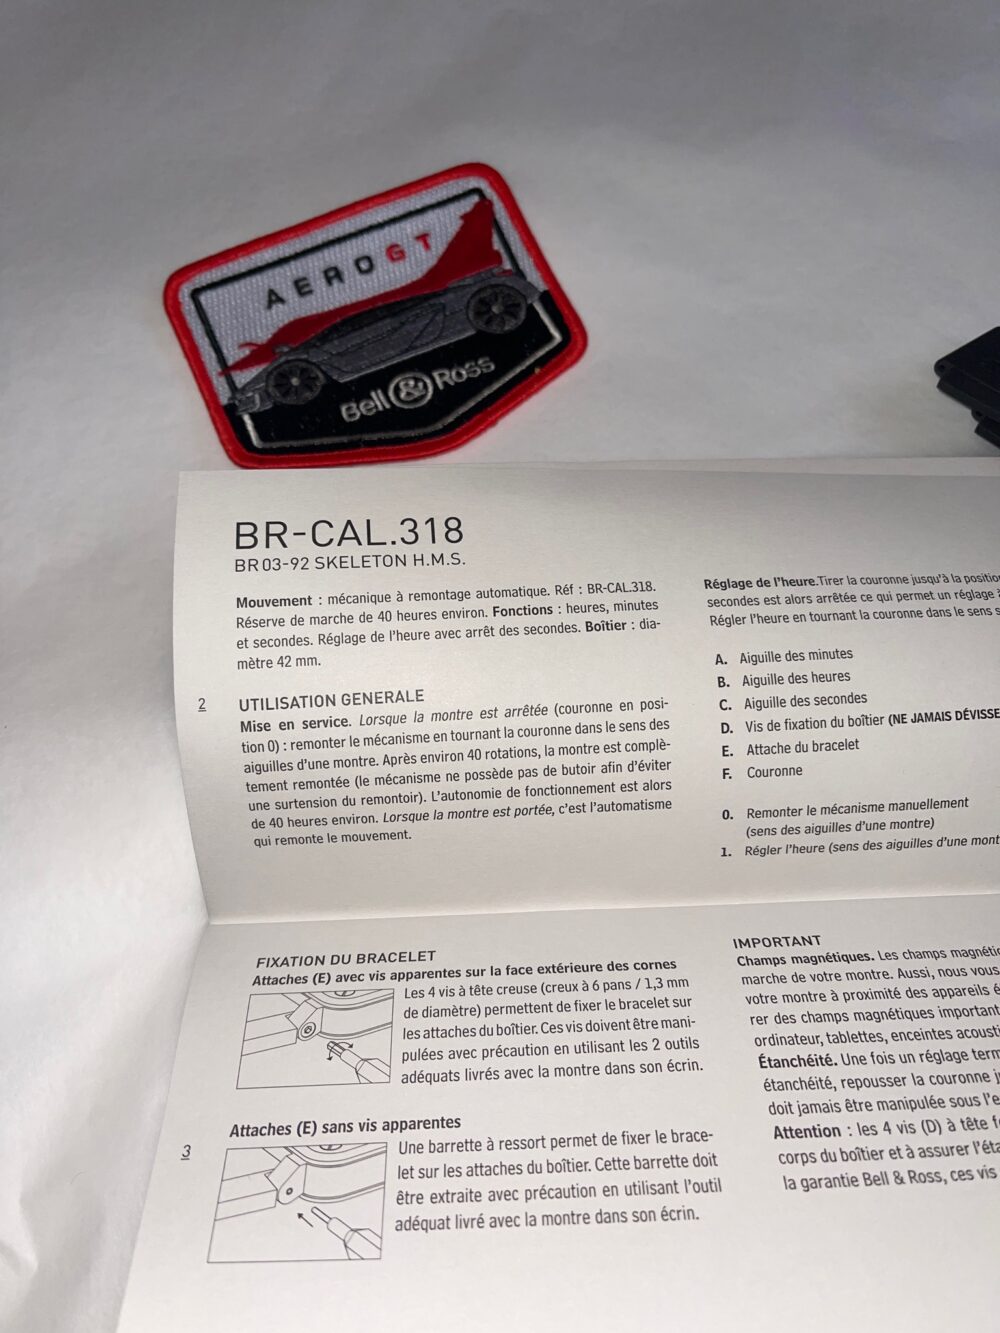 AEROGT
Bell & Ross
BR-CAL.318
BR 03-92 SKELETON H.M.S.
Mouvement : mécanique à remontage automatique. Réf : BR-CAL318.
Réserve de marche de 40 heures environ. Fonctions : heures, minutes
et secondes. Réglage de l'heure avec arrêt des secondes. Boîtier : dia-
mètre 42 mm.
2
UTILISATION GENERALE
Mise en service. Lorsque la montre est arrêtée (couronne en posi-
tion 0) : remonter le mécanisme en tournant la couronne dans le sens des
aiguilles d'une montre. Après environ 40 rotations, la montre est complè-
tement remontée (le mécanisme ne possède pas de butoir afin d'éviter
une surtension du remontoir). L'autonomie de fonctionnement est alors
de 40 heures environ. Lorsque la montre est portée, c'est l'automatisme
qui remonte le mouvement.
Réglage de l'heure.Tirer la couronne jusqu'à la positio
secondes est alors arrêtée ce qui permet un réglage
Régler l'heure en tournant la couronne dans le sens s
A. Aiguille des minutes
B. Aiguille des heures
C. Aiguille des secondes
D. Vis de fixation du boîtier (NE JAMAIS DÉVISSE
E. Attache du bracelet
F. Couronne
0. Remonter le mécanisme manuellement
(sens des aiguilles d'une montre)
1. Régler l'heure (sens des aiguilles d'une mont
FIXATION DU BRACELET
Attaches (E) avec vis apparentes sur la face extérieure des cornes
Les 4 vis à tête creuse (creux à 6 pans / 1,3 mm
de diamètre) permettent de fixer le bracelet sur
les attaches du boîtier. Ces vis doivent être mani-
pulées avec précaution en utilisant les 2 outils
adéquats livrés avec la montre dans son écrin.
3
Attaches (E) sans vis apparentes
Une barrette à ressort permet de fixer le brace-
let sur les attaches du boîtier. Cette barrette doit
être extraite avec précaution en utilisant l'outil
adéquat livré avec la montre dans son écrin.
IMPORTANT
Champs magnétiques. Les champs magnétic
marche de votre montre. Aussi, nous vous
votre montre à proximité des appareils é
rer des champs magnétiques important
ordinateur, tablettes, enceintes acousti
Étanchéité. Une fois un réglage term
étanchéité, repousser la couronne j
doit jamais être manipulée sous l'e
Attention : les 4 vis (D) à tête f
corps du boîtier et à assurer l'éta
la garantie Bell & Ross, ces vis